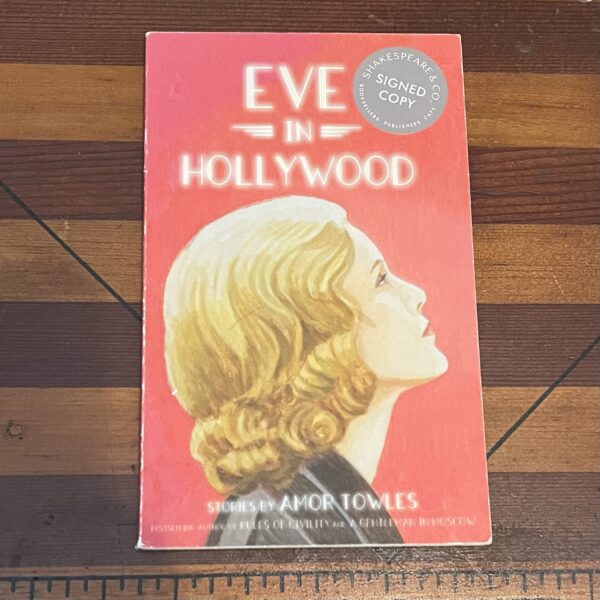 EVE
IN
HOLLYWOOD
SHAKESPEARE & CO.
SIGNED
COPY
BOOKSELLERS PUBLISHERS CAFE
STORIES BY AMOR TOWLES
BESTSELLING AUTHOR OF RULES OF CIVILITY AND A GENTLEMAN IN MOSCOW